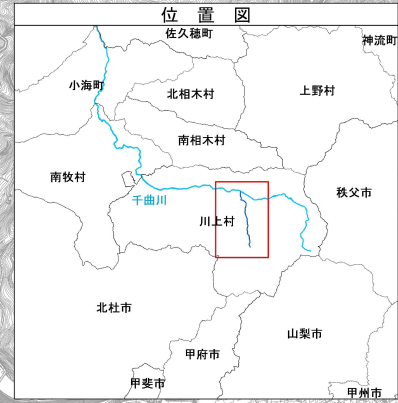 位置図
佐久穂町
神流町
小海町
北相木村
上野村
南相木村
南牧村
秩父市
千曲川
川上村
北杜市
山梨市
甲府市
甲斐市
甲州市